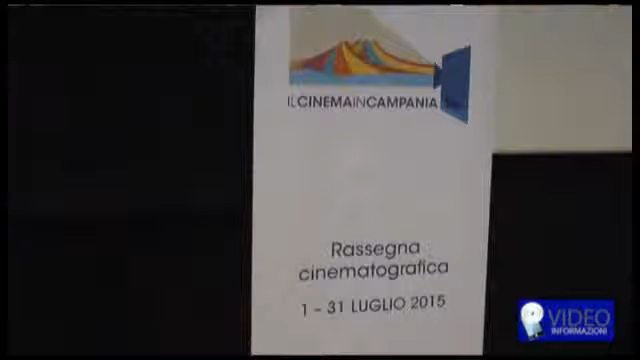 ILCINEMAINCAMPANIA
Rassegna
cinematografica
1 - 31 LUGLIO 2015
VIDEO
INFORMAZIONI